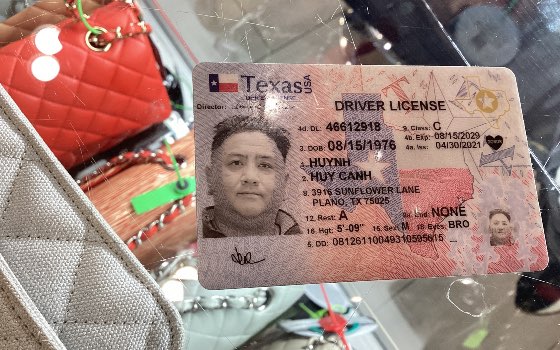 Texas USA
Director:
DRIVER LICENSE
4d. DL: 46612918 9. Class: C
3. DOB: 08/15/1976 4b. Exp: 08/15/2029
4a. Iss: 04/30/2021
1. HUYNH
2. HUY CANH
8. 3916 SUNFLOWER LANE
PLANO, TX 75025
12. Rest: A 9a. End: NONE
16. Hgt: 5'-09" 15. Sex: M 18. Eyes: BRO
5. DD: